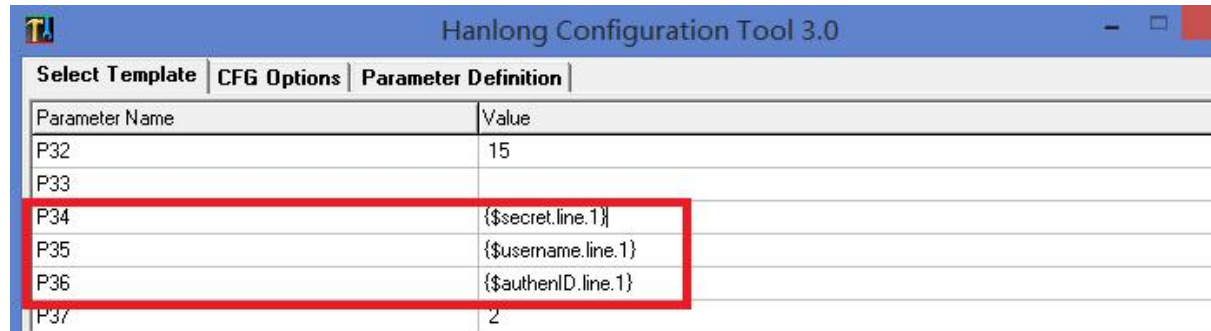 Hanlong Configuration Tool 3.0
Select Template CFG Options Parameter Definition
Parameter Name Value
P32 15
P33
P34 {$secret.line.1}
P35 {$username.line.1}
P36 {$authenID.line.1}
P37 2